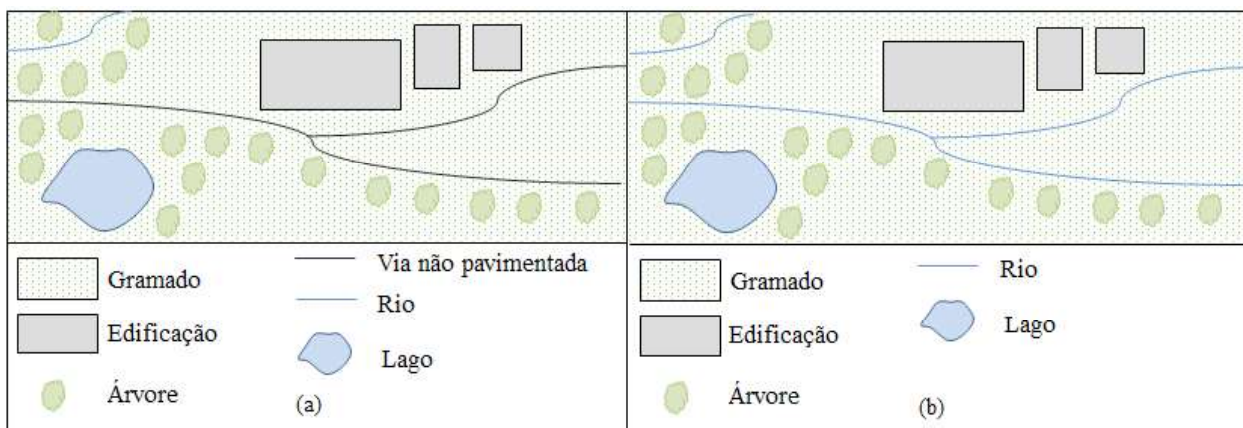 Gramado
Via não pavimentada
Rio
Edificação
Lago
Árvore
(a)
Gramado
Rio
Edificação
Lago
Árvore
(b)